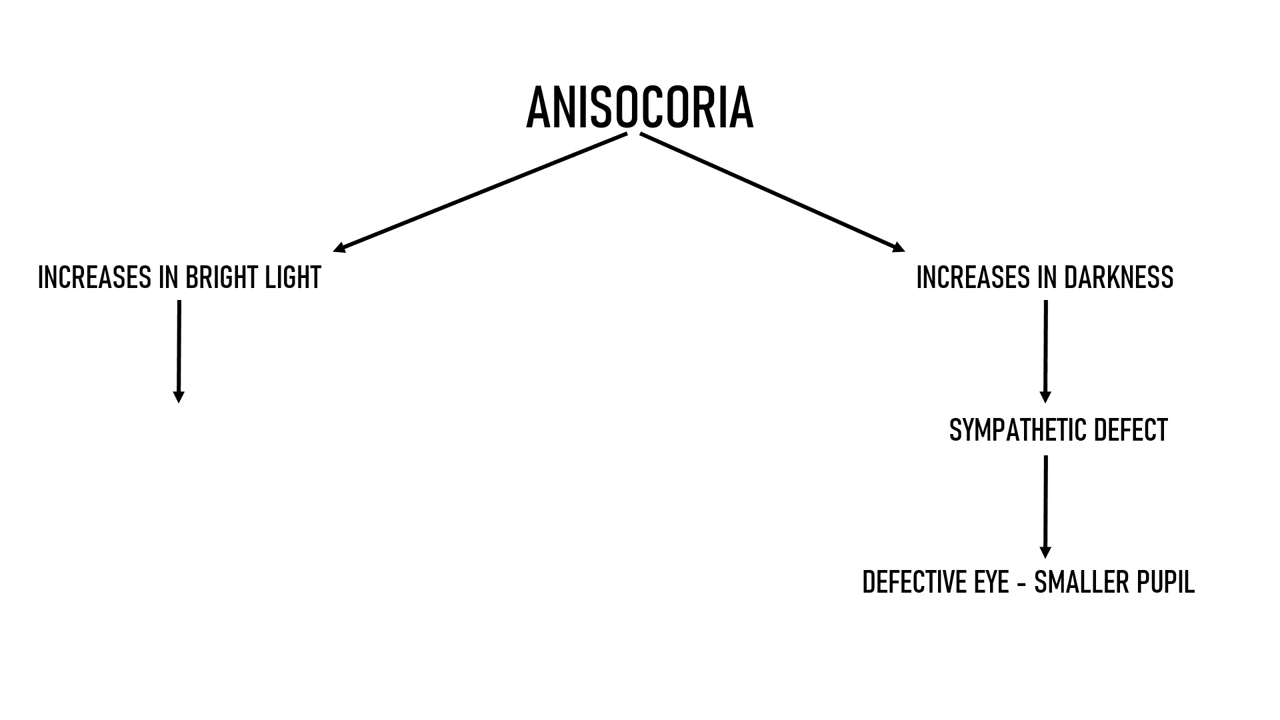 ANISOCORIA
INCREASES IN BRIGHT LIGHT
INCREASES IN DARKNESS
SYMPATHETIC DEFECT
DEFECTIVE EYE - SMALLER PUPIL